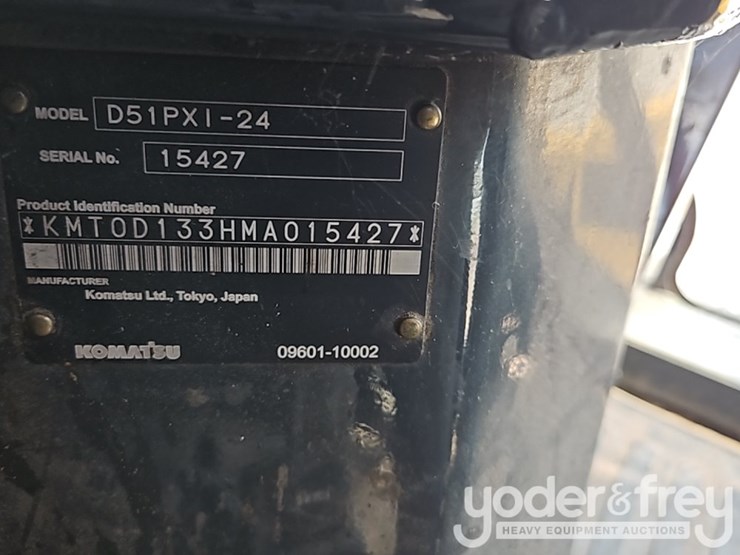 MODEL D51PXI-24
SERIAL No. 15427
Product Identification Number
*KMT0D133HMA015427*
MANUFACTURER
Komatsu Ltd., Tokyo, Japan
KOMATSU 09601-10002
yoder&frey
HEAVY EQUIPMENT AUCTIONS